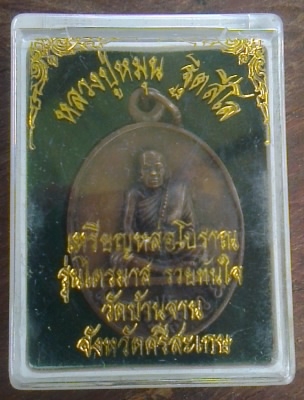 หลวงปู่หมุน ฐิตสีโล
เหรียญหล่อโบราณ
รุ่นไตรมาส รวยทันใจ
วัดบ้านจาน
จังหวัดศรีสะเกษ